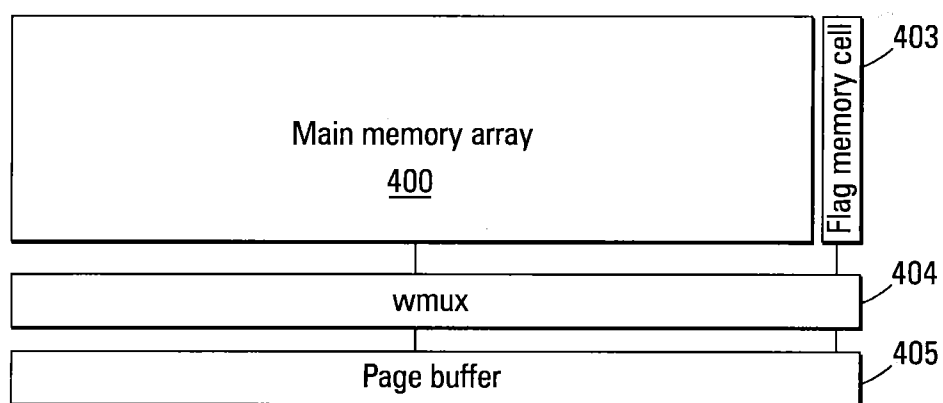 403
Flag memory cell
Main memory array
400
404
wmux
405
Page buffer